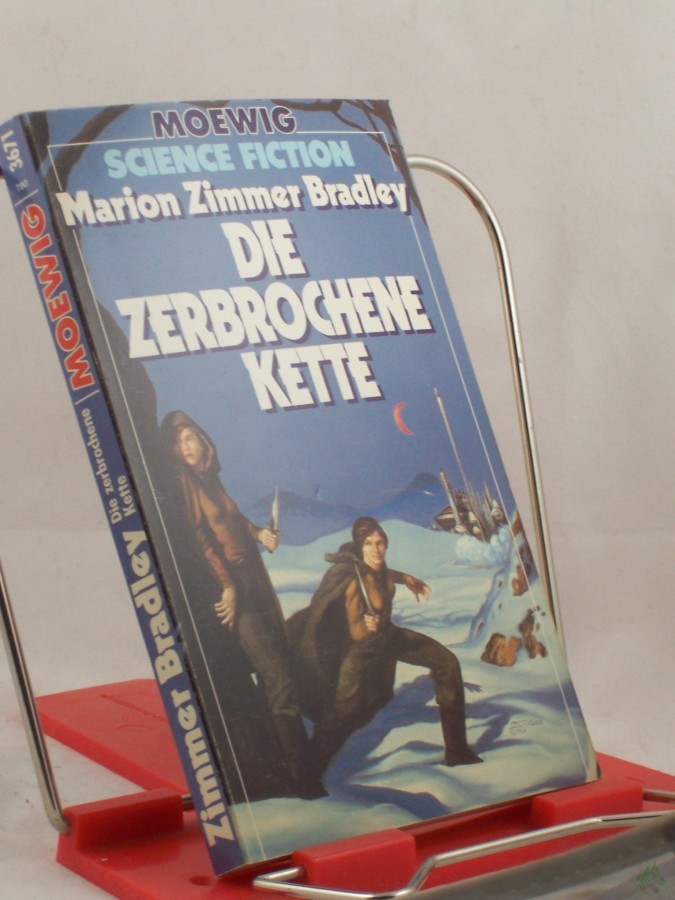 MOEWIG
SCIENCE FICTION
Marion Zimmer Bradley
DIE
ZERBROCHENE
KETTE
3671
MOEWIG
Die zerbrochene
Kette
Zimmer Bradley